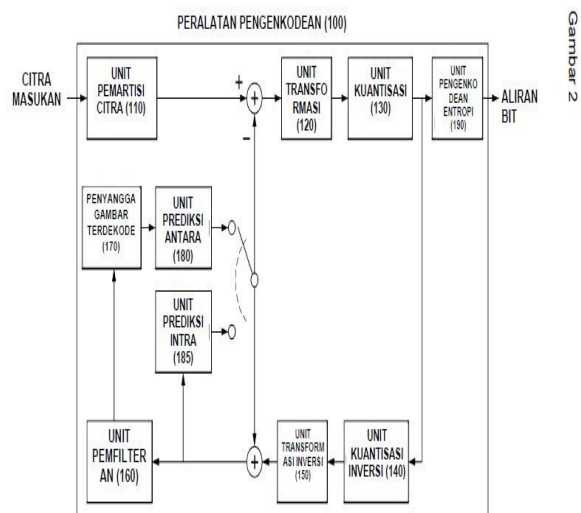 Gambar 2
PERALATAN PENGENKODEAN (100)
CITRA
MASUKAN
UNIT
PEMARTISI
CITRA (110)
+
+
−
UNIT
TRANSFO
RMASI
(120)
UNIT
KUANTISASI
(130)
UNIT
PENGENKO
DEAN
ENTROPI
(190)
ALIRAN
BIT
PENYANGGA
GAMBAR
TERDEKODE
(170)
UNIT
PREDIKSI
ANTARA
(180)
UNIT
PREDIKSI
INTRA
(185)
UNIT
PEMFILTER
AN (160)
+
UNIT
TRANSFORM
ASI INVERSI
(150)
UNIT
KUANTISASI
INVERSI (140)